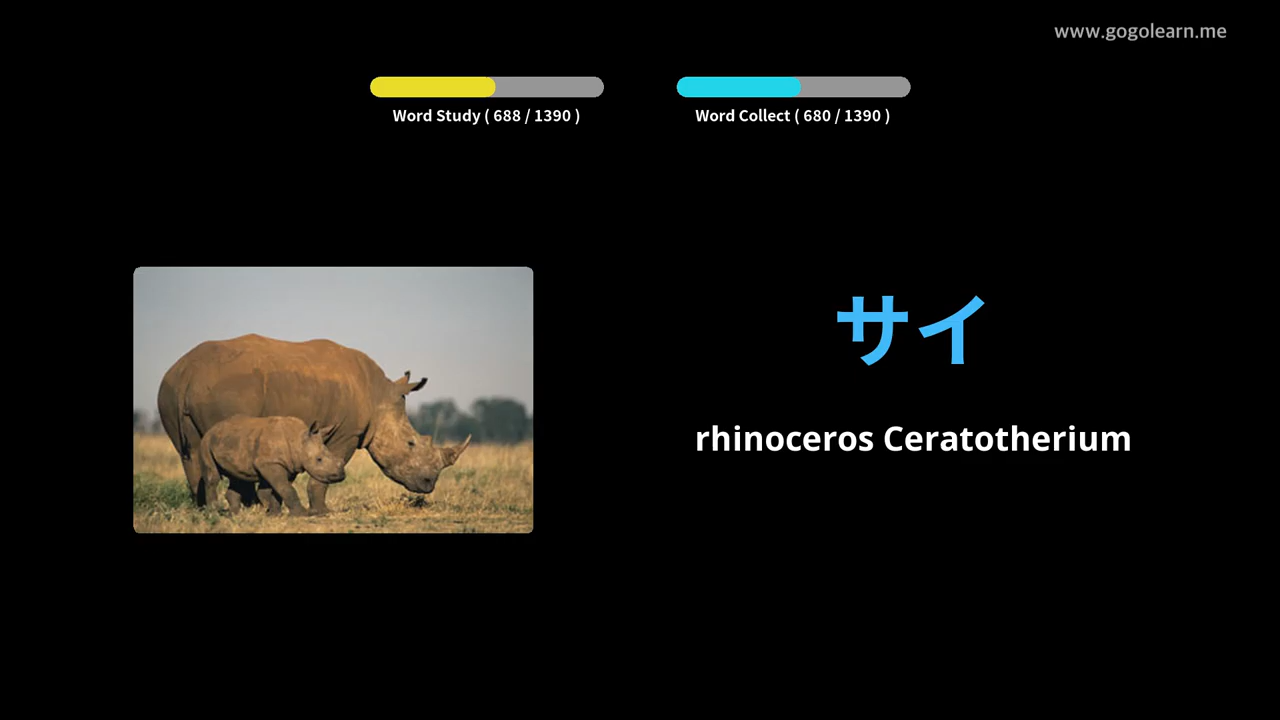 www.gogolearn.me
Word Study ( 688 / 1390 )
Word Collect ( 680 / 1390 )
サイ
rhinoceros Ceratotherium